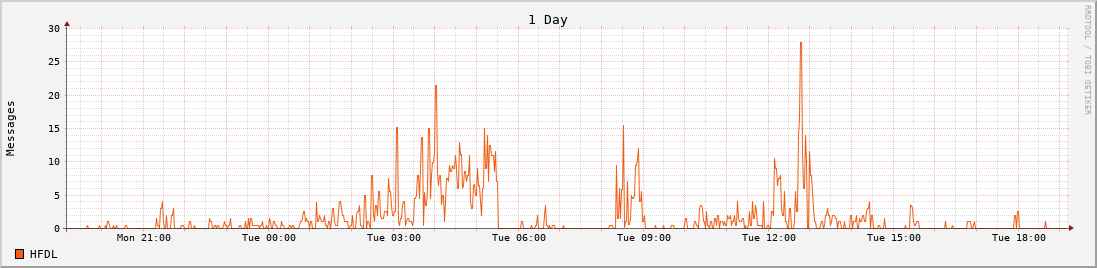 1 Day
RRDTOOL / TOBI OETIKER
Messages
30
25
20
15
10
5
0
Mon 21:00 Tue 00:00 Tue 03:00 Tue 06:00 Tue 09:00 Tue 12:00 Tue 15:00 Tue 18:00
HFDL